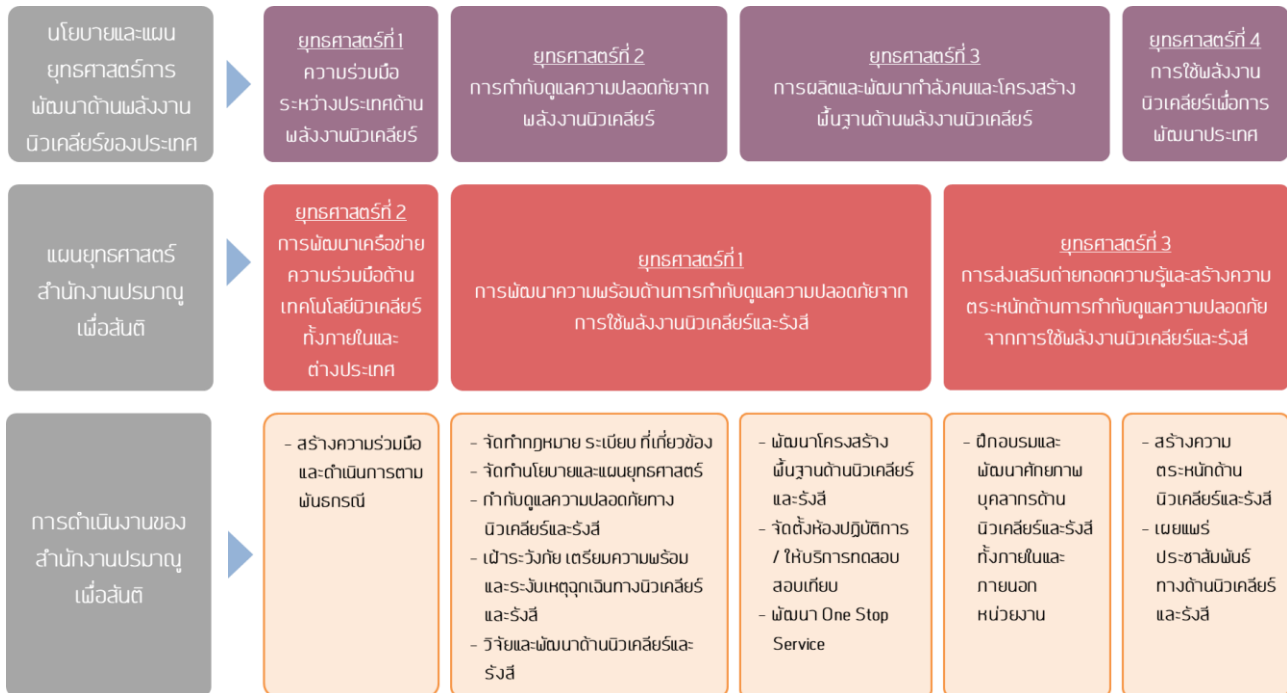 นโยบายและแผน
ยุทธศาสตร์การ
พัฒนาด้านพลังงาน
นิวเคลียร์ของประเทศ
ยุทธศาสตร์ที่ 1
ความร่วมมือ
ระหว่างประเทศด้าน
พลังงานนิวเคลียร์
ยุทธศาสตร์ที่ 2
การกำกับดูแลความปลอดภัยจาก
พลังงานนิวเคลียร์
ยุทธศาสตร์ที่ 3
การผลิตและพัฒนากำลังคนและโครงสร้าง
พื้นฐานด้านพลังงานนิวเคลียร์
ยุทธศาสตร์ที่ 4
การใช้พลังงาน
นิวเคลียร์เพื่อการ
พัฒนาประเทศ
แผนยุทธศาสตร์
สำนักงานปรมาณู
เพื่อสันติ
ยุทธศาสตร์ที่ 2
การพัฒนาเครือข่าย
ความร่วมมือด้าน
เทคโนโลยีนิวเคลียร์
ทั้งภายในและ
ต่างประเทศ
ยุทธศาสตร์ที่ 1
การพัฒนาความพร้อมด้านการกำกับดูแลความปลอดภัยจาก
การใช้พลังงานนิวเคลียร์และรังสี
ยุทธศาสตร์ที่ 3
การส่งเสริมถ่ายทอดความรู้และสร้างความ
ตระหนักด้านการกำกับดูแลความปลอดภัย
จากการใช้พลังงานนิวเคลียร์และรังสี
การดำเนินงานของ
สำนักงานปรมาณู
เพื่อสันติ
- สร้างความร่วมมือ
และดำเนินการตาม
พันธกรณี
- จัดทำกฎหมาย ระเบียบ ที่เกี่ยวข้อง
- จัดทำนโยบายและแผนยุทธศาสตร์
- กำกับดูแลความปลอดภัยทาง
นิวเคลียร์และรังสี
- เฝ้าระวังภัย เตรียมความพร้อม
และระงับเหตุฉุกเฉินทางนิวเคลียร์
และรังสี
- วิจัยและพัฒนาด้านนิวเคลียร์และ
รังสี
- พัฒนาโครงสร้าง
พื้นฐานด้านนิวเคลียร์
และรังสี
- จัดตั้งห้องปฏิบัติการ
/ ให้บริการทดสอบ
สอบเทียบ
- พัฒนา One Stop
Service
- ฝึกอบรมและ
พัฒนาศักยภาพ
บุคลากรด้าน
นิวเคลียร์และรังสี
ทั้งภายในและ
ภายนอก
หน่วยงาน
- สร้างความ
ตระหนักด้าน
นิวเคลียร์และรังสี
- เผยแพร่
ประชาสัมพันธ์
ทางด้านนิวเคลียร์
และรังสี